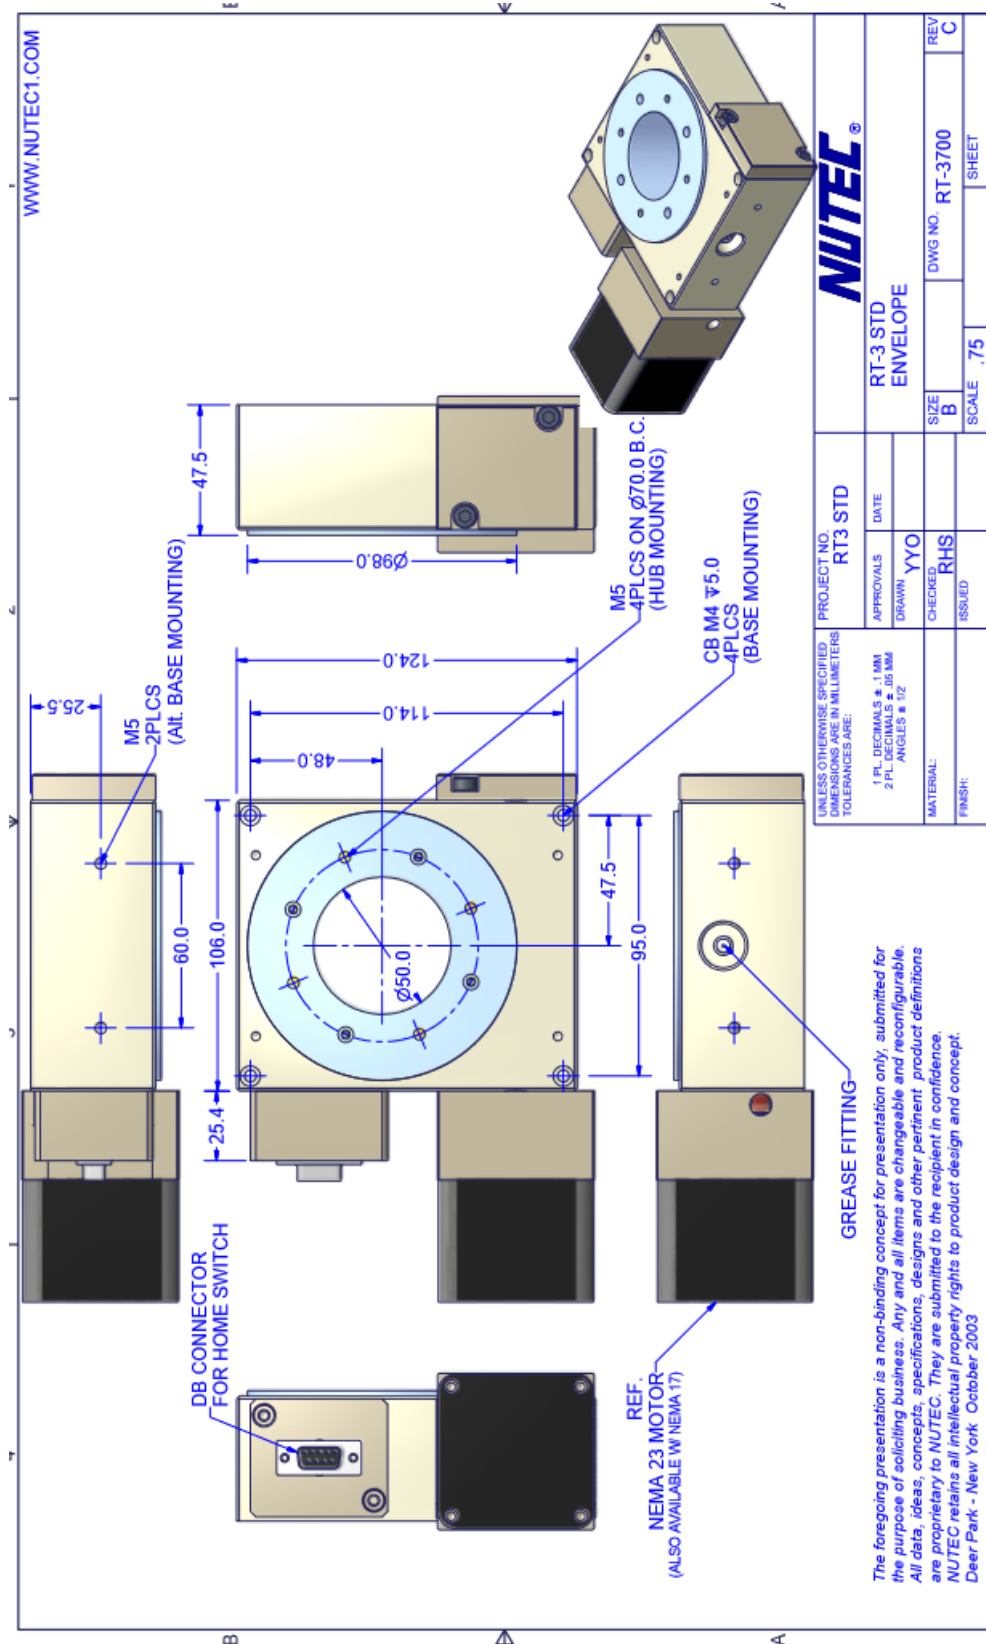 WWW.NUTEC1.COM
25.5
M5
2PLCS
(Alt. BASE MOUNTING)
60.0
106.0
25.4
DB CONNECTOR
FOR HOME SWITCH
47.5
Ø98.0
124.0
114.0
48.0
Ø50.0
M5
4PLCS ON Ø70.0 B.C.
(HUB MOUNTING)
CB M4 ↧5.0
4PLCS
(BASE MOUNTING)
47.5
95.0
REF.
NEMA 23 MOTOR
(ALSO AVAILABLE W/ NEMA 17)
GREASE FITTING
The foregoing presentation is a non-binding concept for presentation only, submitted for
the purpose of soliciting business. Any and all items are changeable and reconfigurable.
All data, ideas, concepts, specifications, designs and other pertinent product definitions
are proprietary to NUTEC. They are submitted to the recipient in confidence.
NUTEC retains all intellectual property rights to product design and concept.
Deer Park - New York October 2003
UNLESS OTHERWISE SPECIFIED
DIMENSIONS ARE IN MILLIMETERS
TOLERANCES ARE:
1 PL. DECIMALS ± .1 MM
2 PL. DECIMALS ± .05 MM
ANGLES ± 1/2
MATERIAL:
FINISH:
PROJECT NO.
RT3 STD
APPROVALS DATE
DRAWN YYO
CHECKED RHS
ISSUED
NUTEC ®
RT-3 STD
ENVELOPE
SIZE B
DWG NO. RT-3700
REV C
SCALE .75
SHEET
B
A
B
A